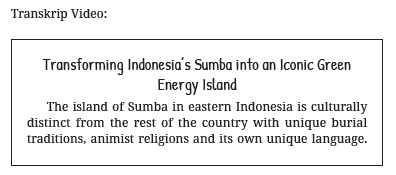 Transkrip Video:
Transforming Indonesia's Sumba into an Iconic Green
Energy Island
The island of Sumba in eastern Indonesia is culturally
distinct from the rest of the country with unique burial
traditions, animist religions and its own unique language.